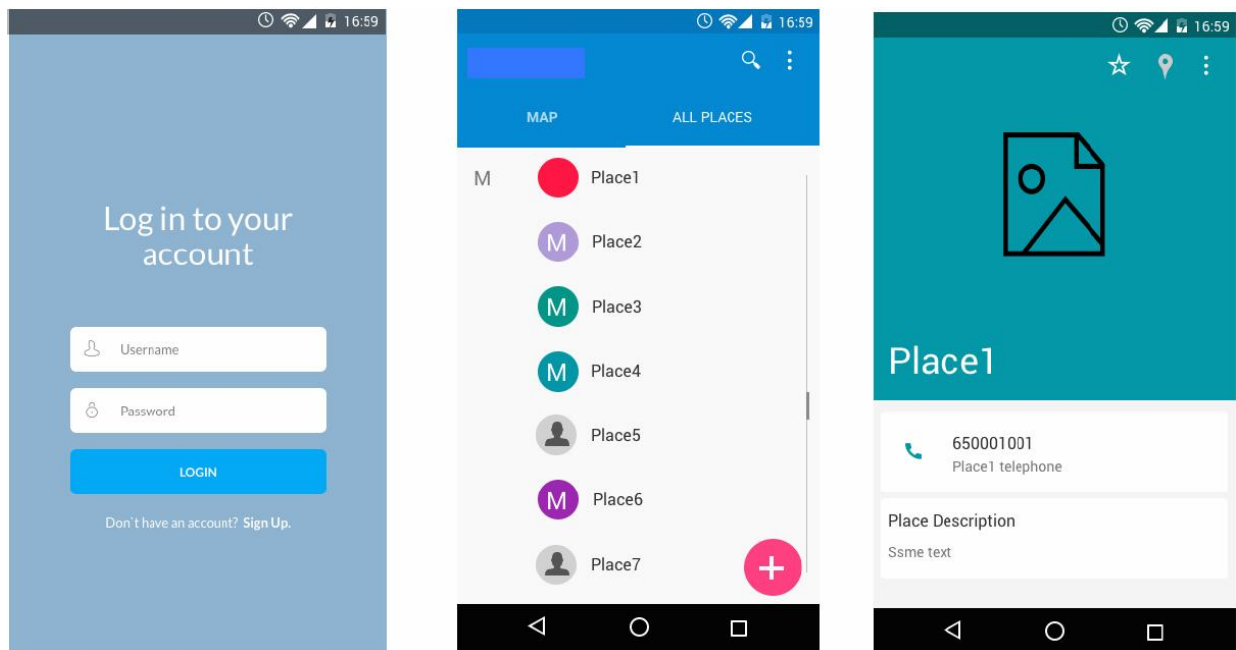 16:59
Log in to your
account
Username
Password
LOGIN
Don`t have an account? Sign Up.
16:59
MAP ALL PLACES
M Place1
M Place2
M Place3
M Place4
Place5
M Place6
Place7
+
16:59
Place1
650001001
Place1 telephone
Place Description
Ssme text